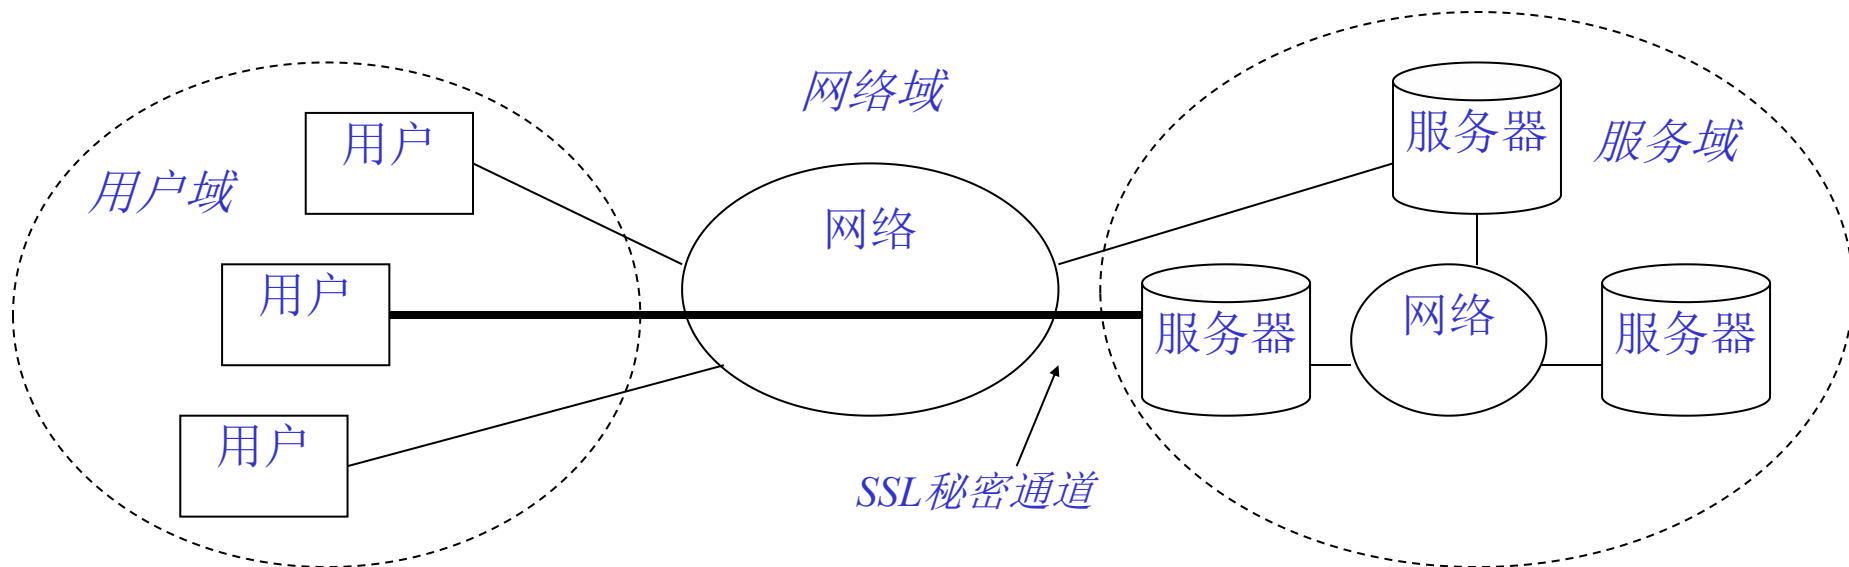 网络域
服务器
服务域
用户
用户域
网络
用户
服务器
网络
服务器
用户
SSL秘密通道